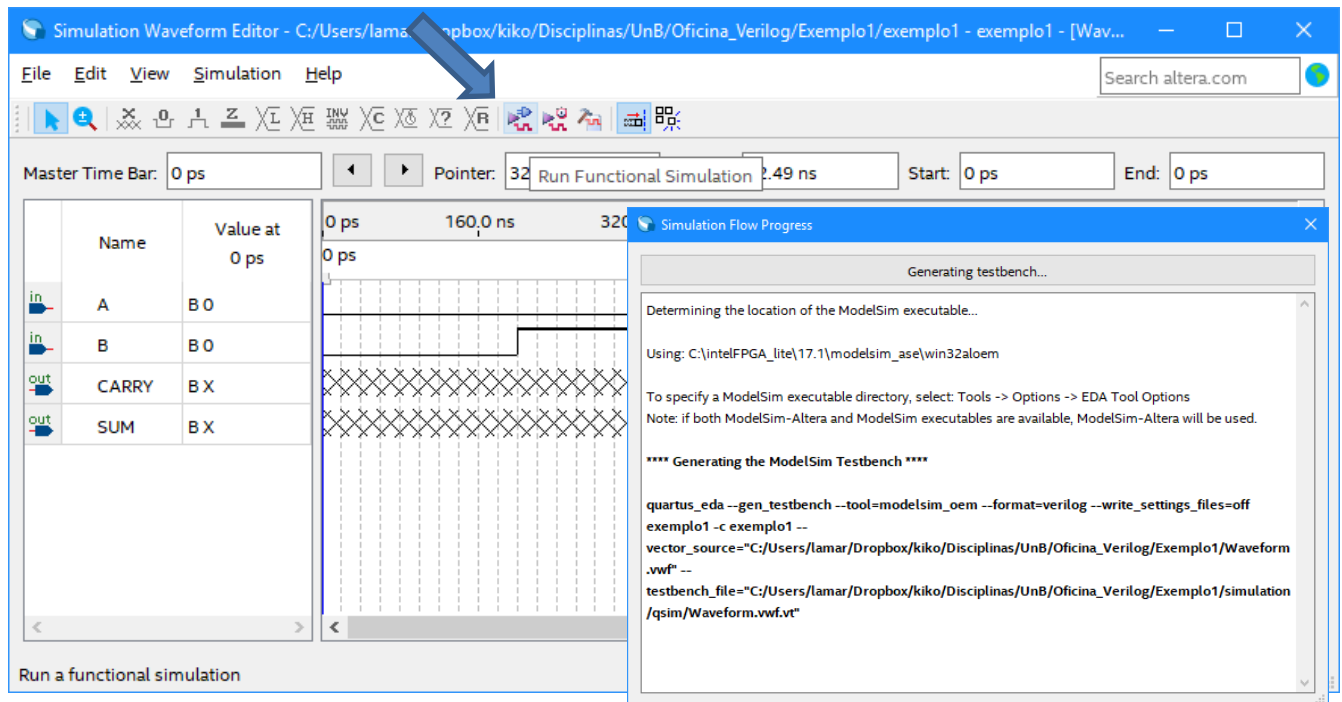 Simulation Waveform Editor - C:/Users/lamar/Dropbox/kiko/Disciplinas/UnB/Oficina_Verilog/Exemplo1/exemplo1 - exemplo1 - [Wav...
File Edit View Simulation Help
Search altera.com
Master Time Bar: 0 ps
Pointer: 32
2.49 ns
Start: 0 ps
End: 0 ps
Run Functional Simulation
Name
Value at
0 ps
0 ps 160.0 ns 320
0 ps
in A B 0
in B B 0
out CARRY B X
out SUM B X
Run a functional simulation
Simulation Flow Progress
Generating testbench...
Determining the location of the ModelSim executable...
Using: C:\intelFPGA_lite\17.1\modelsim_ase\win32aloem
To specify a ModelSim executable directory, select: Tools -> Options -> EDA Tool Options
Note: if both ModelSim-Altera and ModelSim executables are available, ModelSim-Altera will be used.
**** Generating the ModelSim Testbench ****
quartus_eda --gen_testbench --tool=modelsim_oem --format=verilog --write_settings_files=off
exemplo1 -c exemplo1 --
vector_source="C:/Users/lamar/Dropbox/kiko/Disciplinas/UnB/Oficina_Verilog/Exemplo1/Waveform
.vwf" --
testbench_file="C:/Users/lamar/Dropbox/kiko/Disciplinas/UnB/Oficina_Verilog/Exemplo1/simulation
/qsim/Waveform.vwf.vt"